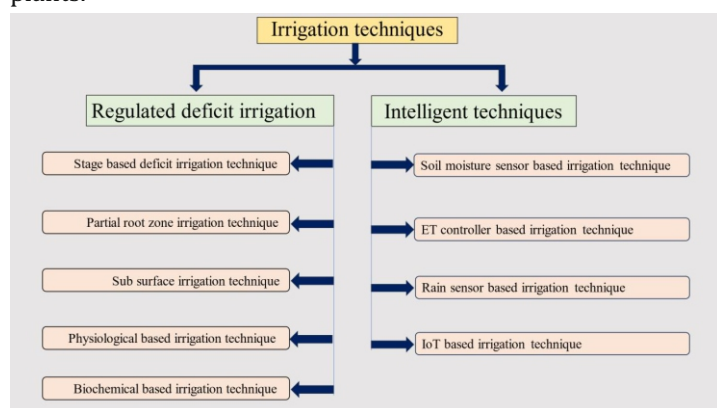 plants.
Irrigation techniques
Regulated deficit irrigation
Intelligent techniques
Stage based deficit irrigation technique
Partial root zone irrigation technique
Sub surface irrigation technique
Physiological based irrigation technique
Biochemical based irrigation technique
Soil moisture sensor based irrigation technique
ET controller based irrigation technique
Rain sensor based irrigation technique
IoT based irrigation technique